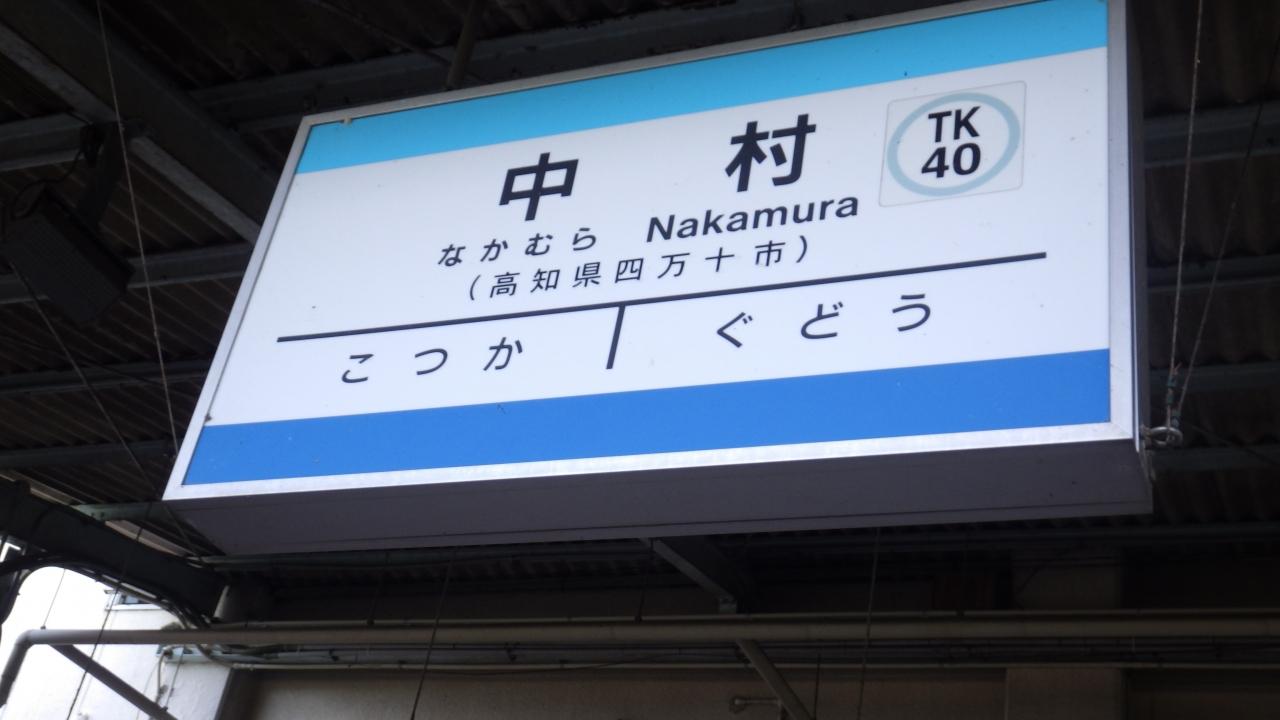 中村
TK
40
なかむら Nakamura
(高知県四万十市)
こつか ぐどう